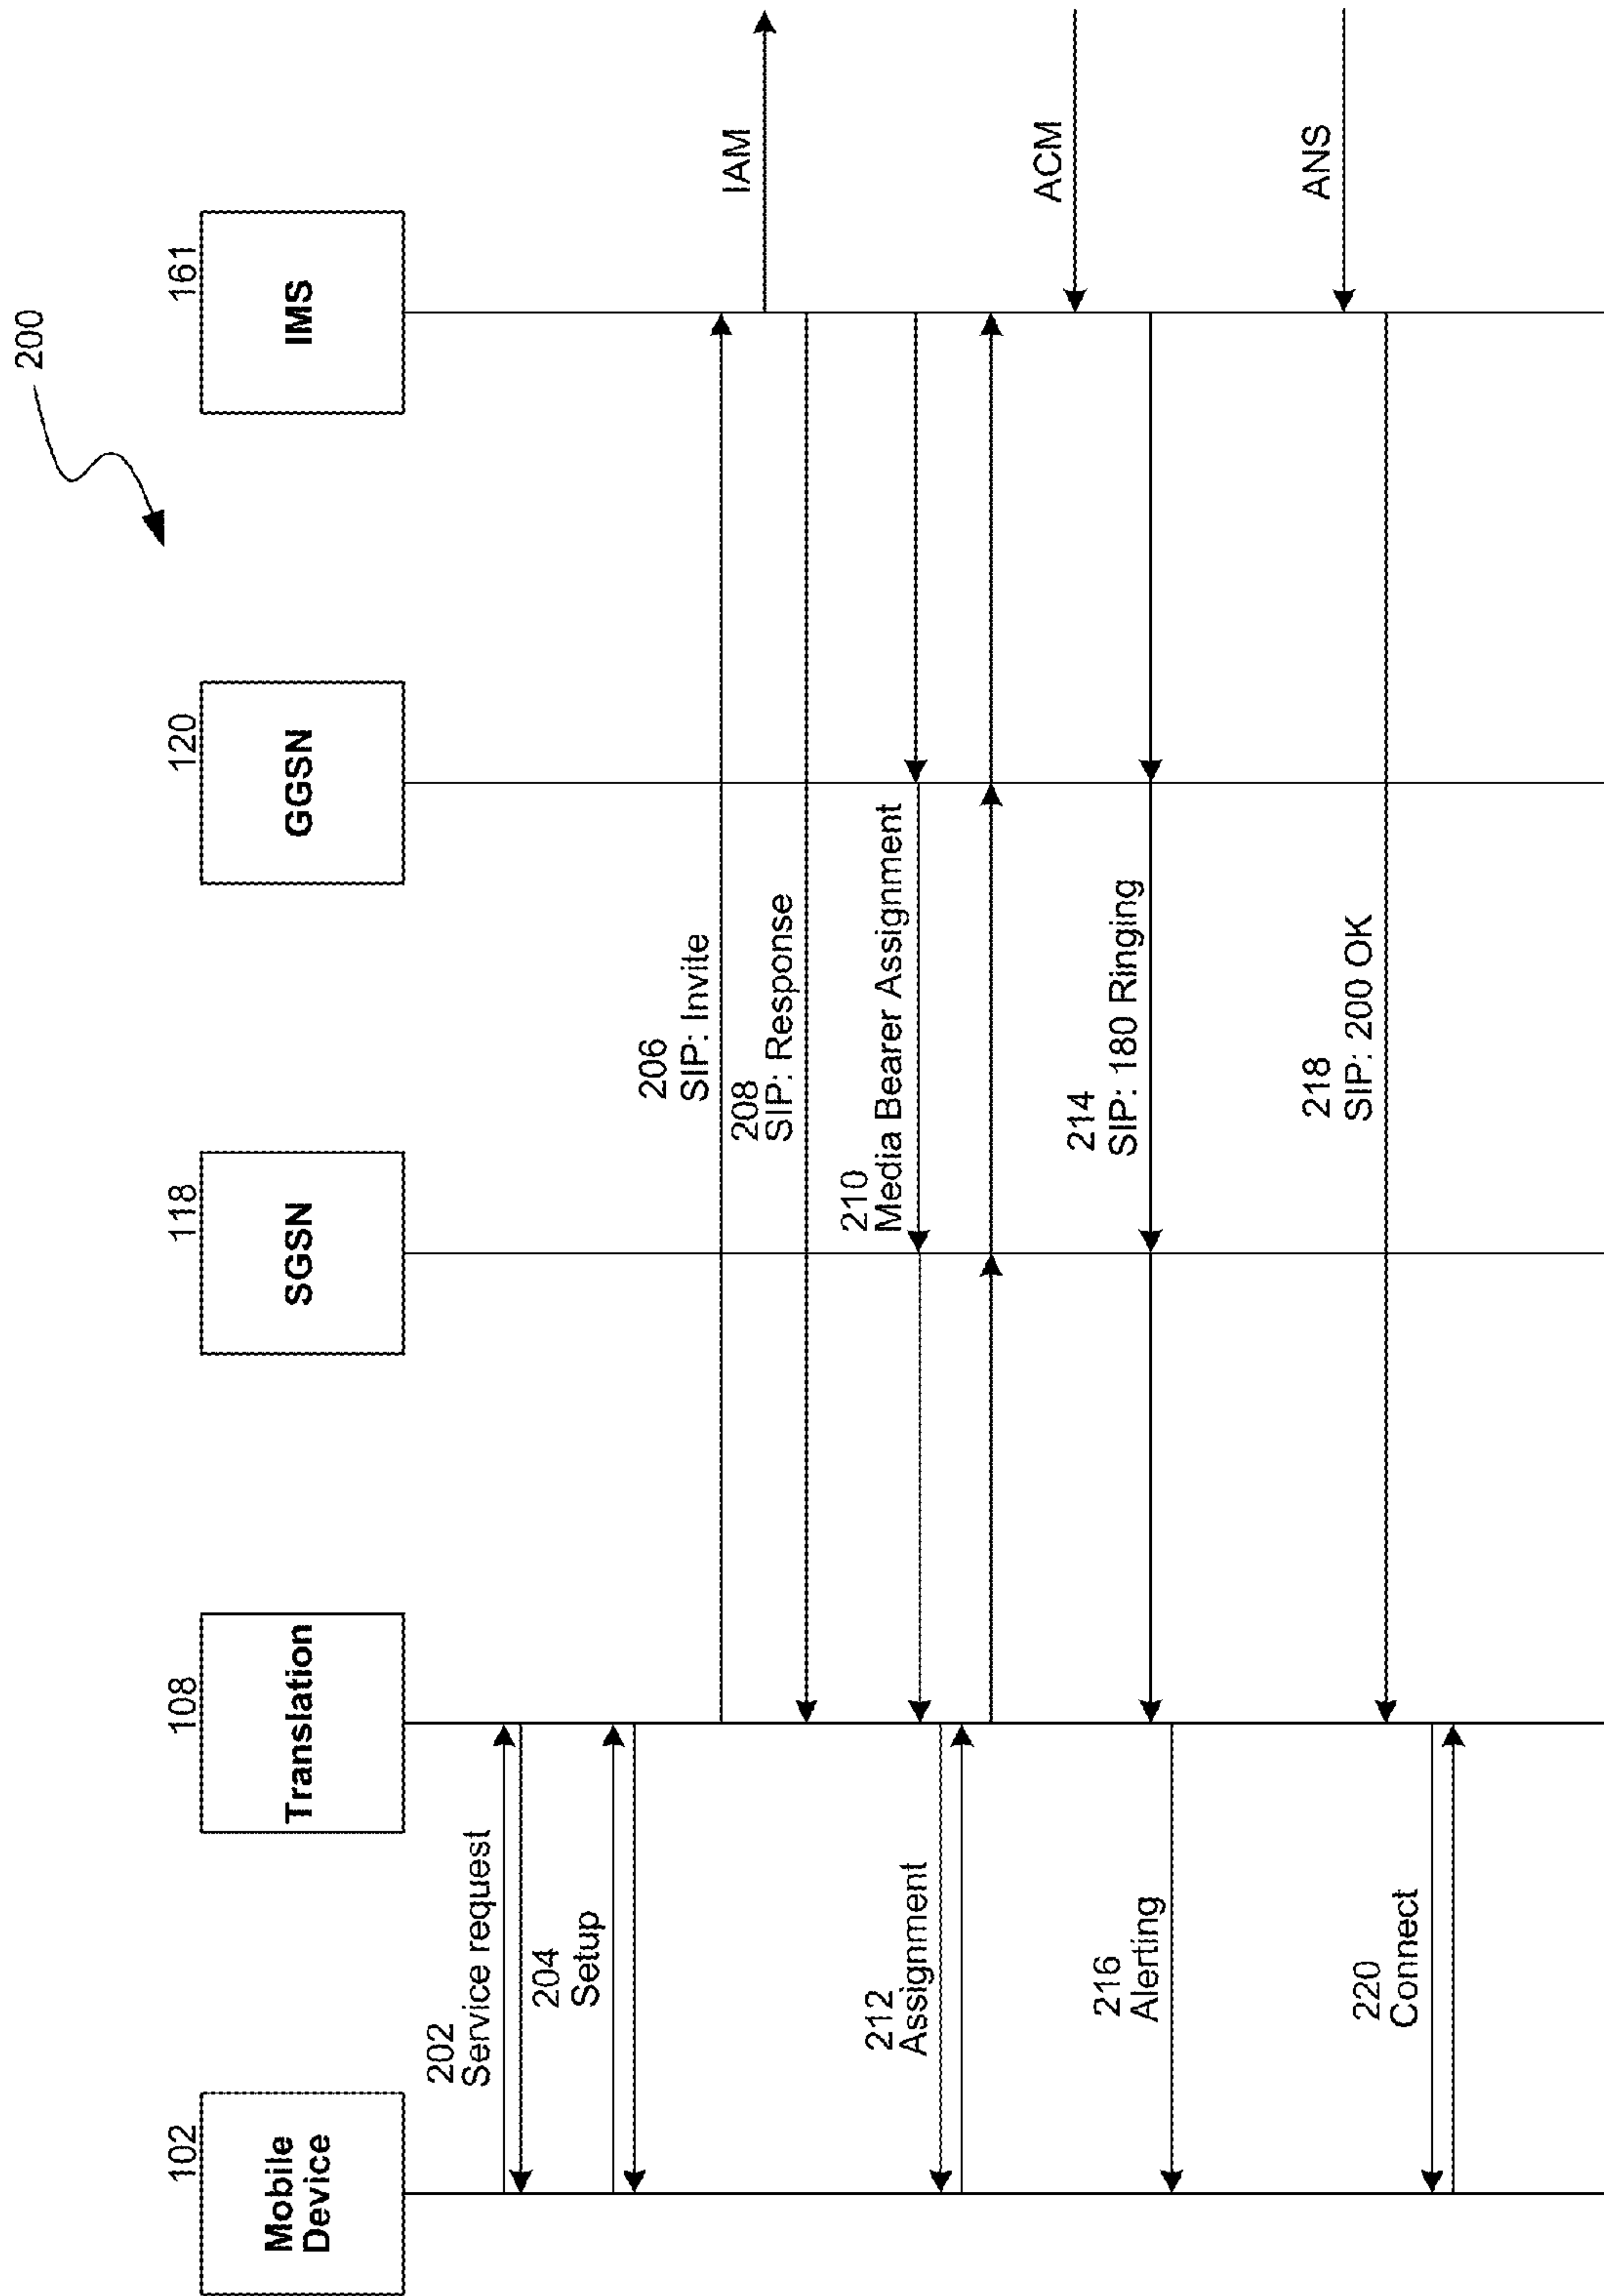 200
102
Mobile
Device
108
Translation
118
SGSN
120
GGSN
161
IMS
202
Service request
204
Setup
206
SIP: Invite
IAM
208
SIP: Response
210
Media Bearer Assignment
212
Assignment
ACM
214
SIP: 180 Ringing
216
Alerting
ANS
218
SIP: 200 OK
220
Connect